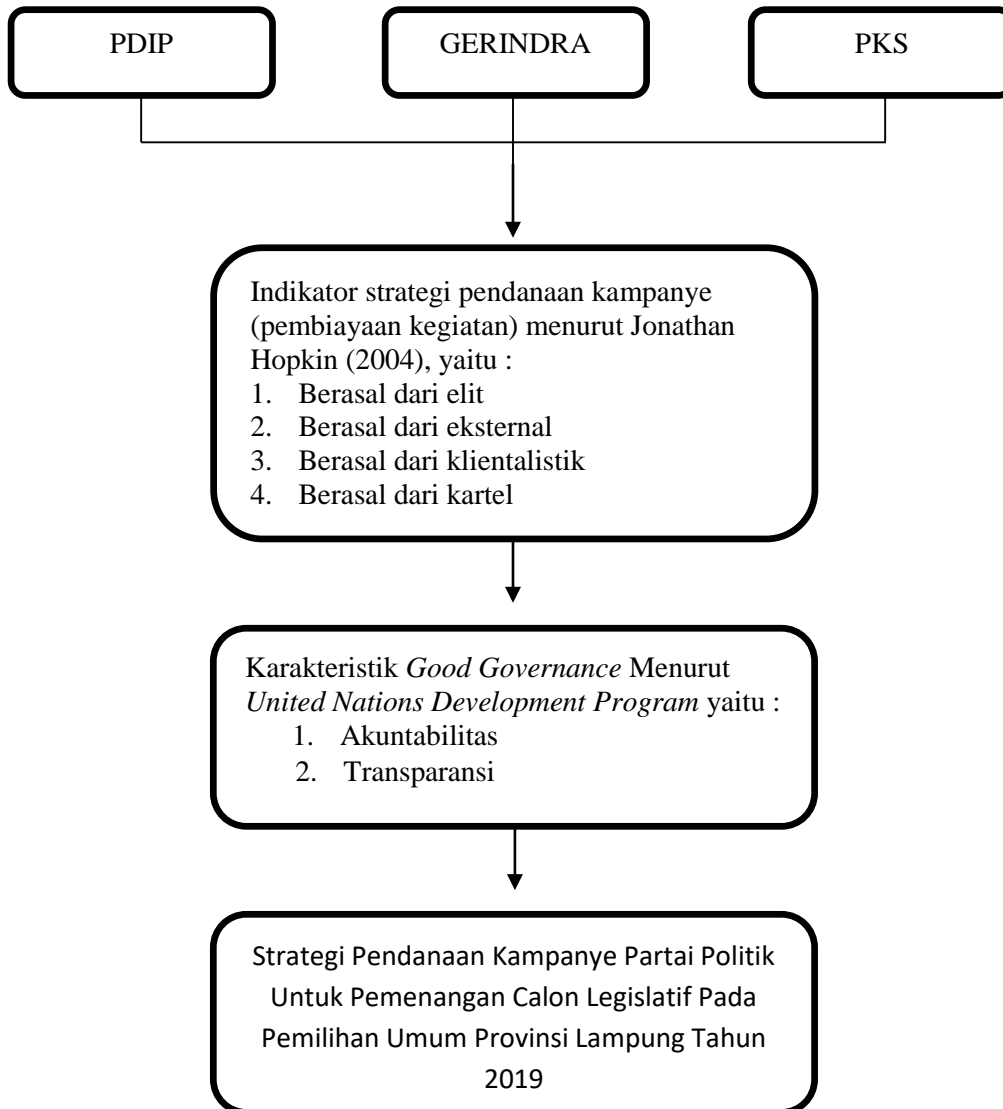 PDIP
GERINDRA
PKS
Indikator strategi pendanaan kampanye
(pembiayaan kegiatan) menurut Jonathan
Hopkin (2004), yaitu :
1. Berasal dari elit
2. Berasal dari eksternal
3. Berasal dari klientalistik
4. Berasal dari kartel
Karakteristik Good Governance Menurut
United Nations Development Program yaitu :
1. Akuntabilitas
2. Transparansi
Strategi Pendanaan Kampanye Partai Politik
Untuk Pemenangan Calon Legislatif Pada
Pemilihan Umum Provinsi Lampung Tahun
2019